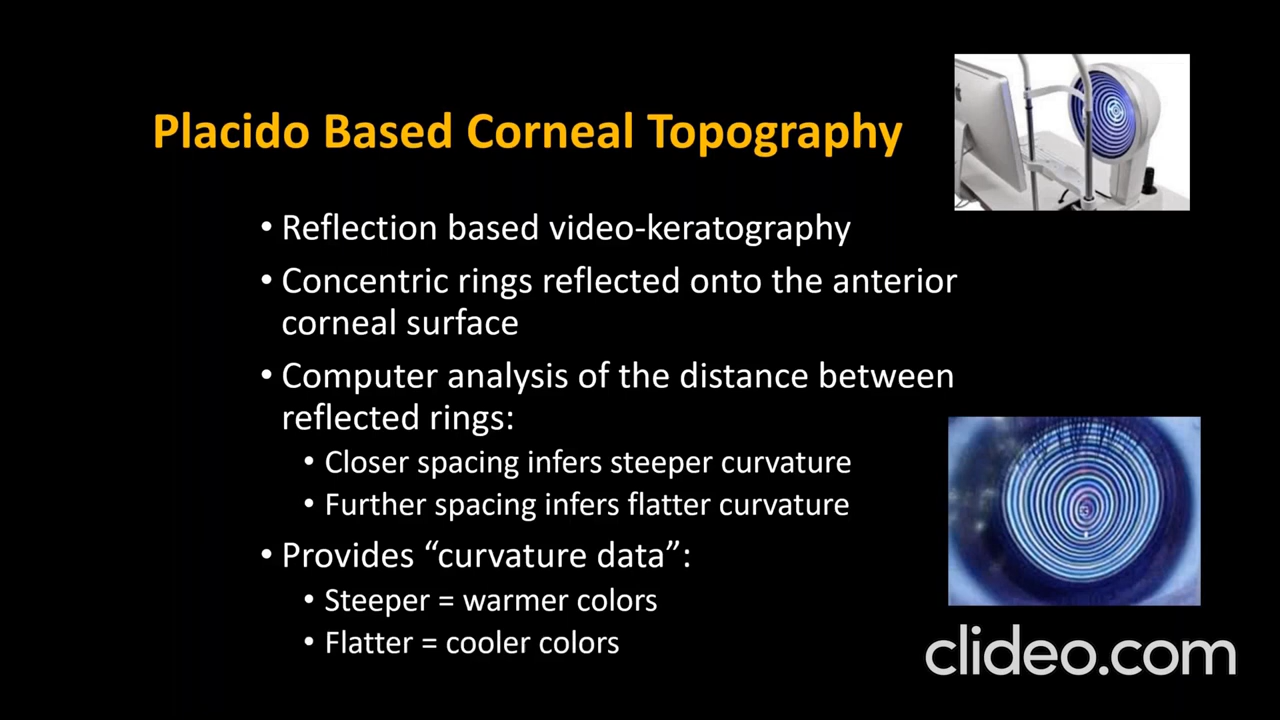 Placido Based Corneal Topography
• Reflection based video-keratography
• Concentric rings reflected onto the anterior
corneal surface
• Computer analysis of the distance between
reflected rings:
• Closer spacing infers steeper curvature
• Further spacing infers flatter curvature
• Provides “curvature data”:
• Steeper = warmer colors
• Flatter = cooler colors
clideo.com